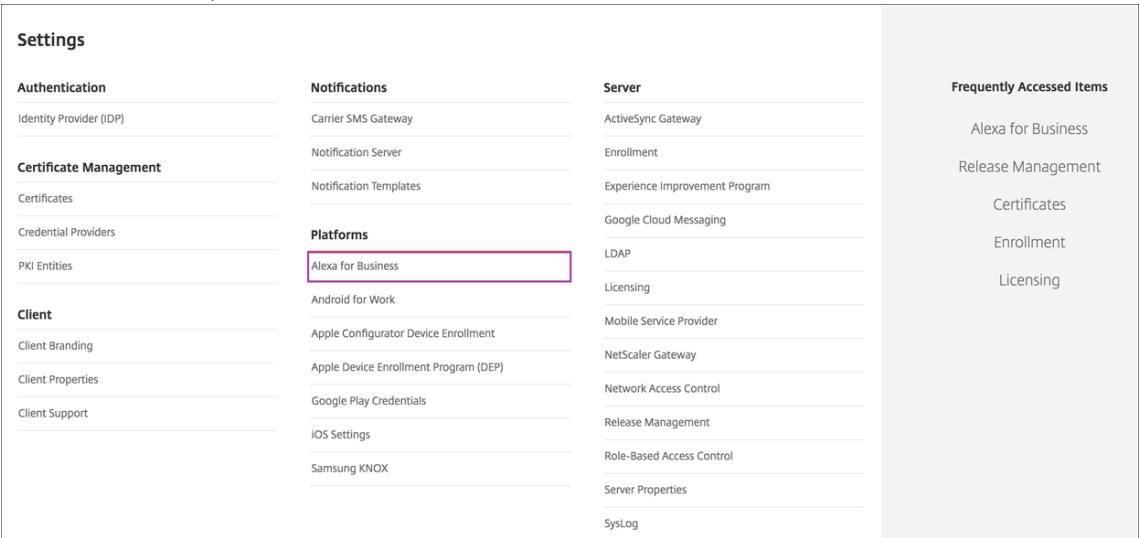 Settings
Authentication
Identity Provider (IDP)
Certificate Management
Certificates
Credential Providers
PKI Entities
Client
Client Branding
Client Properties
Client Support
Notifications
Carrier SMS Gateway
Notification Server
Notification Templates
Platforms
Alexa for Business
Android for Work
Apple Configurator Device Enrollment
Apple Device Enrollment Program (DEP)
Google Play Credentials
iOS Settings
Samsung KNOX
Server
ActiveSync Gateway
Enrollment
Experience Improvement Program
Google Cloud Messaging
LDAP
Licensing
Mobile Service Provider
NetScaler Gateway
Network Access Control
Release Management
Role-Based Access Control
Server Properties
SysLog
Frequently Accessed Items
Alexa for Business
Release Management
Certificates
Enrollment
Licensing